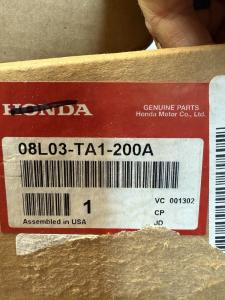 HONDA
GENUINE PARTS
Honda Motor Co., Ltd.
08L03-TA1-200A
1
VC 001302
CP
JD
Assembled in USA